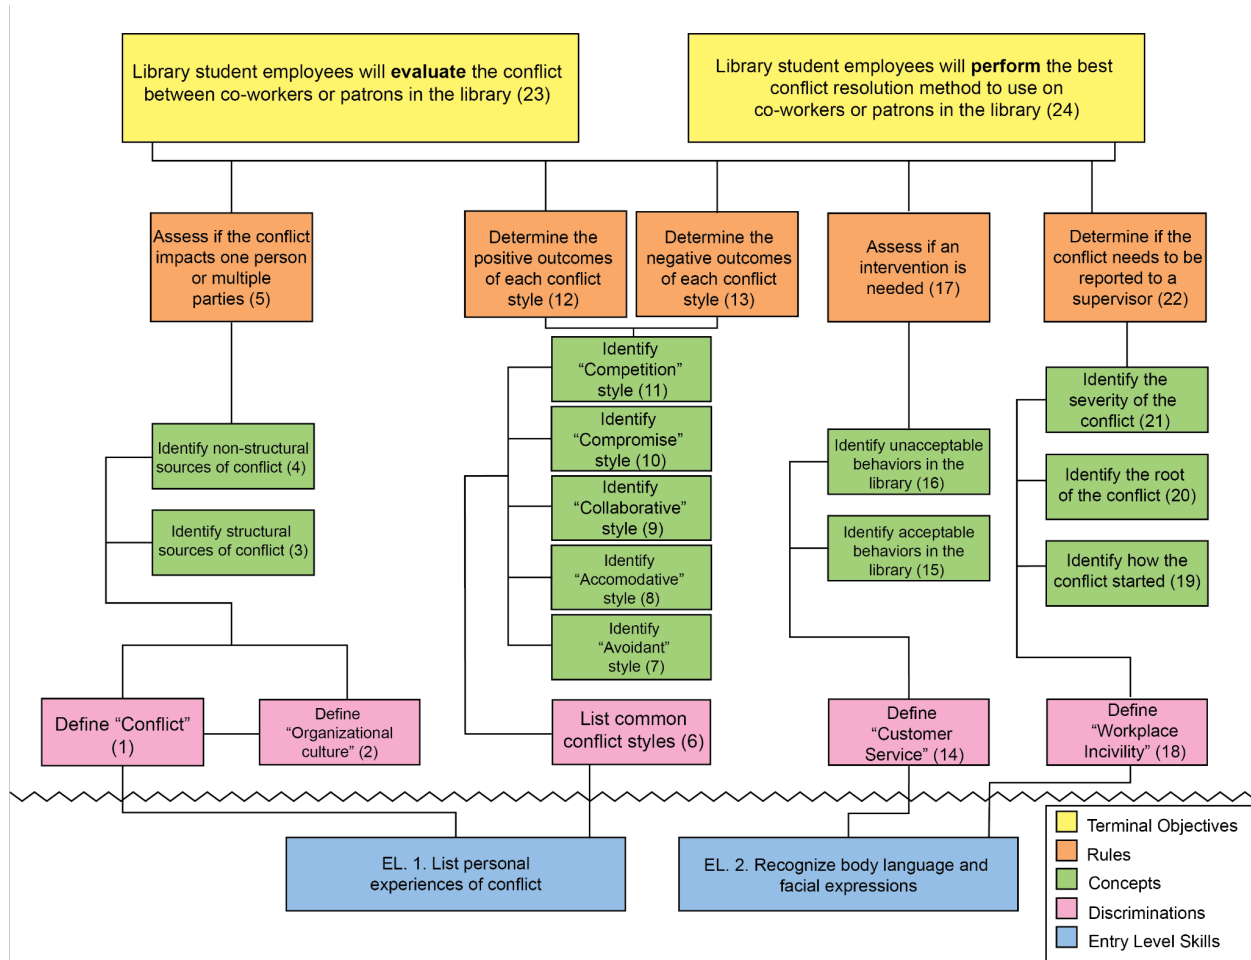 Library student employees will evaluate the conflict
between co-workers or patrons in the library (23)
Library student employees will perform the best
conflict resolution method to use on
co-workers or patrons in the library (24)
Assess if the conflict
impacts one person
or multiple
parties (5)
Determine the
positive outcomes
of each conflict
style (12)
Determine the
negative outcomes
of each conflict
style (13)
Assess if an
intervention is
needed (17)
Determine if the
conflict needs to be
reported to a
supervisor (22)
Identify
“Competition”
style (11)
Identify
“Compromise”
style (10)
Identify
“Collaborative”
style (9)
Identify
“Accomodative”
style (8)
Identify
“Avoidant”
style (7)
Identify non-structural
sources of conflict (4)
Identify structural
sources of conflict (3)
Identify unacceptable
behaviors in the
library (16)
Identify acceptable
behaviors in the
library (15)
Identify the
severity of the
conflict (21)
Identify the root
of the conflict (20)
Identify how the
conflict started (19)
Define “Conflict”
(1)
Define
“Organizational
culture” (2)
List common
conflict styles (6)
Define
“Customer
Service” (14)
Define
“Workplace
Incivility” (18)
EL. 1. List personal
experiences of conflict
EL. 2. Recognize body language and
facial expressions
Terminal Objectives
Rules
Concepts
Discriminations
Entry Level Skills